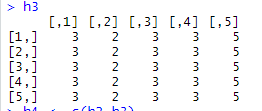 > h3
[,1] [,2] [,3] [,4] [,5]
[1,] 3 2 3 3 5
[2,] 3 2 3 3 5
[3,] 3 2 3 3 5
[4,] 3 2 3 3 5
[5,] 3 2 3 3 5